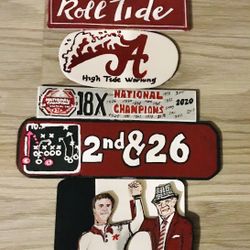 Roll Tide
A
High Tide Warning
18X NATIONAL CHAMPIONS 2020
2nd&26